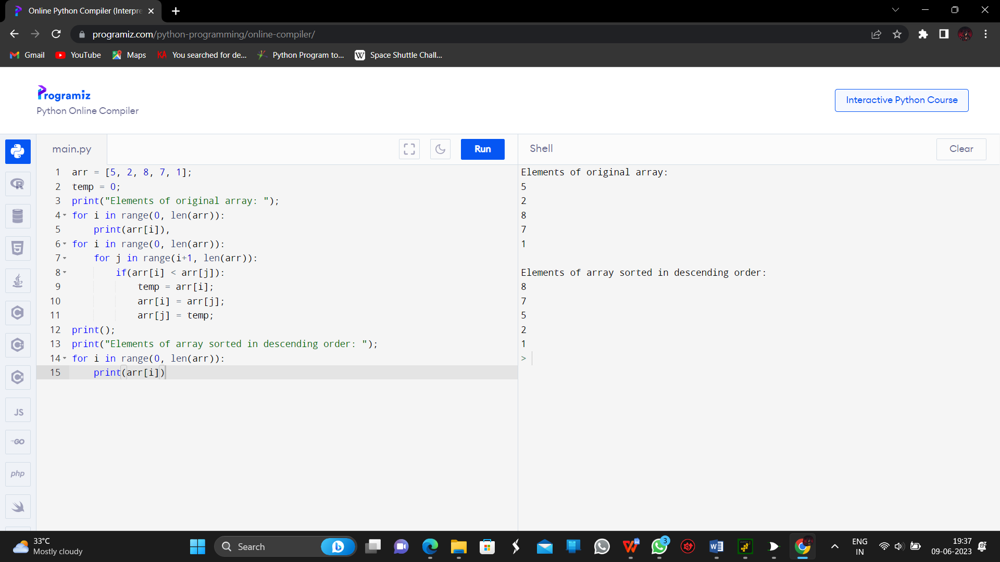 Online Python Compiler (Interpre
programiz.com/python-programming/online-compiler/
Gmail YouTube Maps KA You searched for de... Python Program to... W Space Shuttle Chall...
Programiz
Python Online Compiler
Interactive Python Course
main.py
Run
Shell
Clear
1 arr = [5, 2, 8, 7, 1];
2 temp = 0;
3 print("Elements of original array: ");
4 for i in range(0, len(arr)):
5     print(arr[i]),
6 for i in range(0, len(arr)):
7     for j in range(i+1, len(arr)):
8         if(arr[i] < arr[j]):
9             temp = arr[i];
10             arr[i] = arr[j];
11             arr[j] = temp;
12 print();
13 print("Elements of array sorted in descending order: ");
14 for i in range(0, len(arr)):
15     print(arr[i])
Elements of original array:
5
2
8
7
1
Elements of array sorted in descending order:
8
7
5
2
1
>
R
5
C
C
C
JS
GO
php
33°C
Mostly cloudy
Search
3
ENG
IN
19:37
09-06-2023